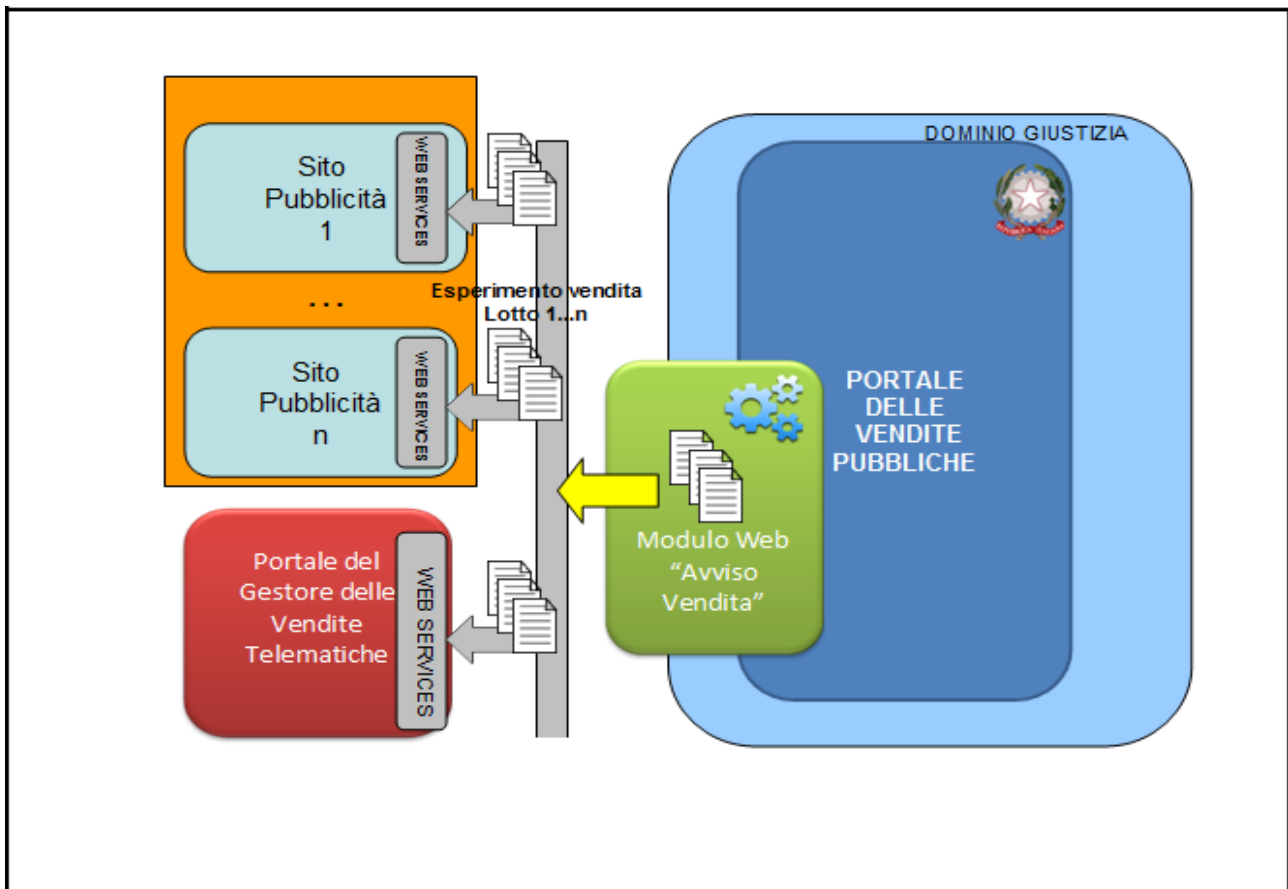 DOMINIO GIUSTIZIA
Sito
Pubblicità
1
WEB SERVICES
Esperimento vendita
Lotto 1...n
...
Sito
Pubblicità
n
WEB SERVICES
PORTALE
DELLE
VENDITE
PUBBLICHE
Modulo Web
“Avviso
Vendita”
Portale del
Gestore delle
Vendite
Telematiche
WEB SERVICES